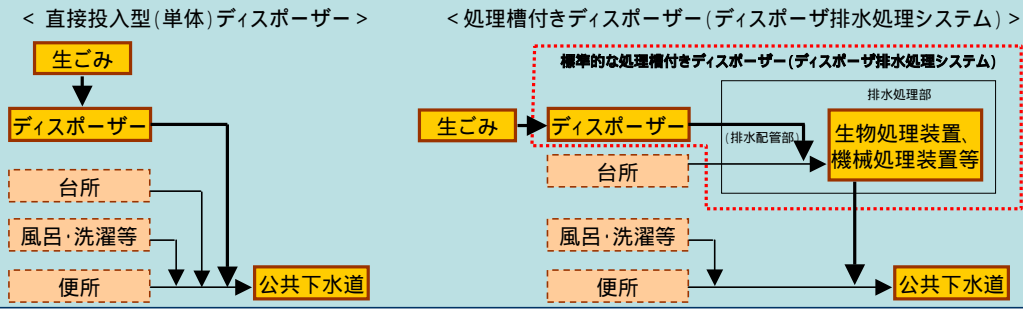 < 直接投入型(単体)ディスポーザー >
生ごみ
ディスポーザー
台所
風呂・洗濯等
便所
公共下水道
<処理槽付きディスポーザー(ディスポーザ排水処理システム) >
標準的な処理槽付きディスポーザー(ディスポーザ排水処理システム)
排水処理部
生ごみ
ディスポーザー
(排水配管部)
生物処理装置、
機械処理装置等
台所
風呂・洗濯等
便所
公共下水道